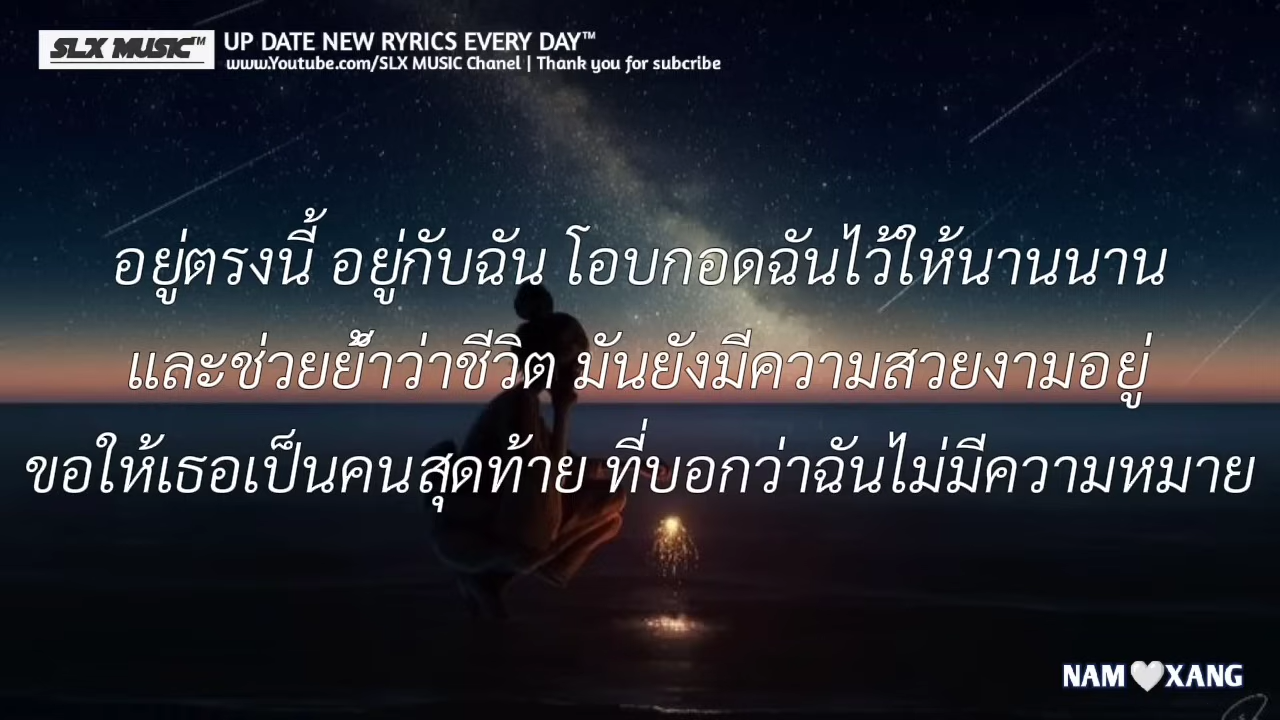 SLX MUSIC™
UP DATE NEW RYRICS EVERY DAY™
www.Youtube.com/SLX MUSIC Chanel | Thank you for subcribe
อยู่ตรงนี้ อยู่กับฉัน โอบกอดฉันไว้ให้นานนาน
และช่วยย้ำว่าชีวิต มันยังมีความสวยงามอยู่
ขอให้เธอเป็นคนสุดท้าย ที่บอกว่าฉันไม่มีความหมาย
NAM🤍XANG